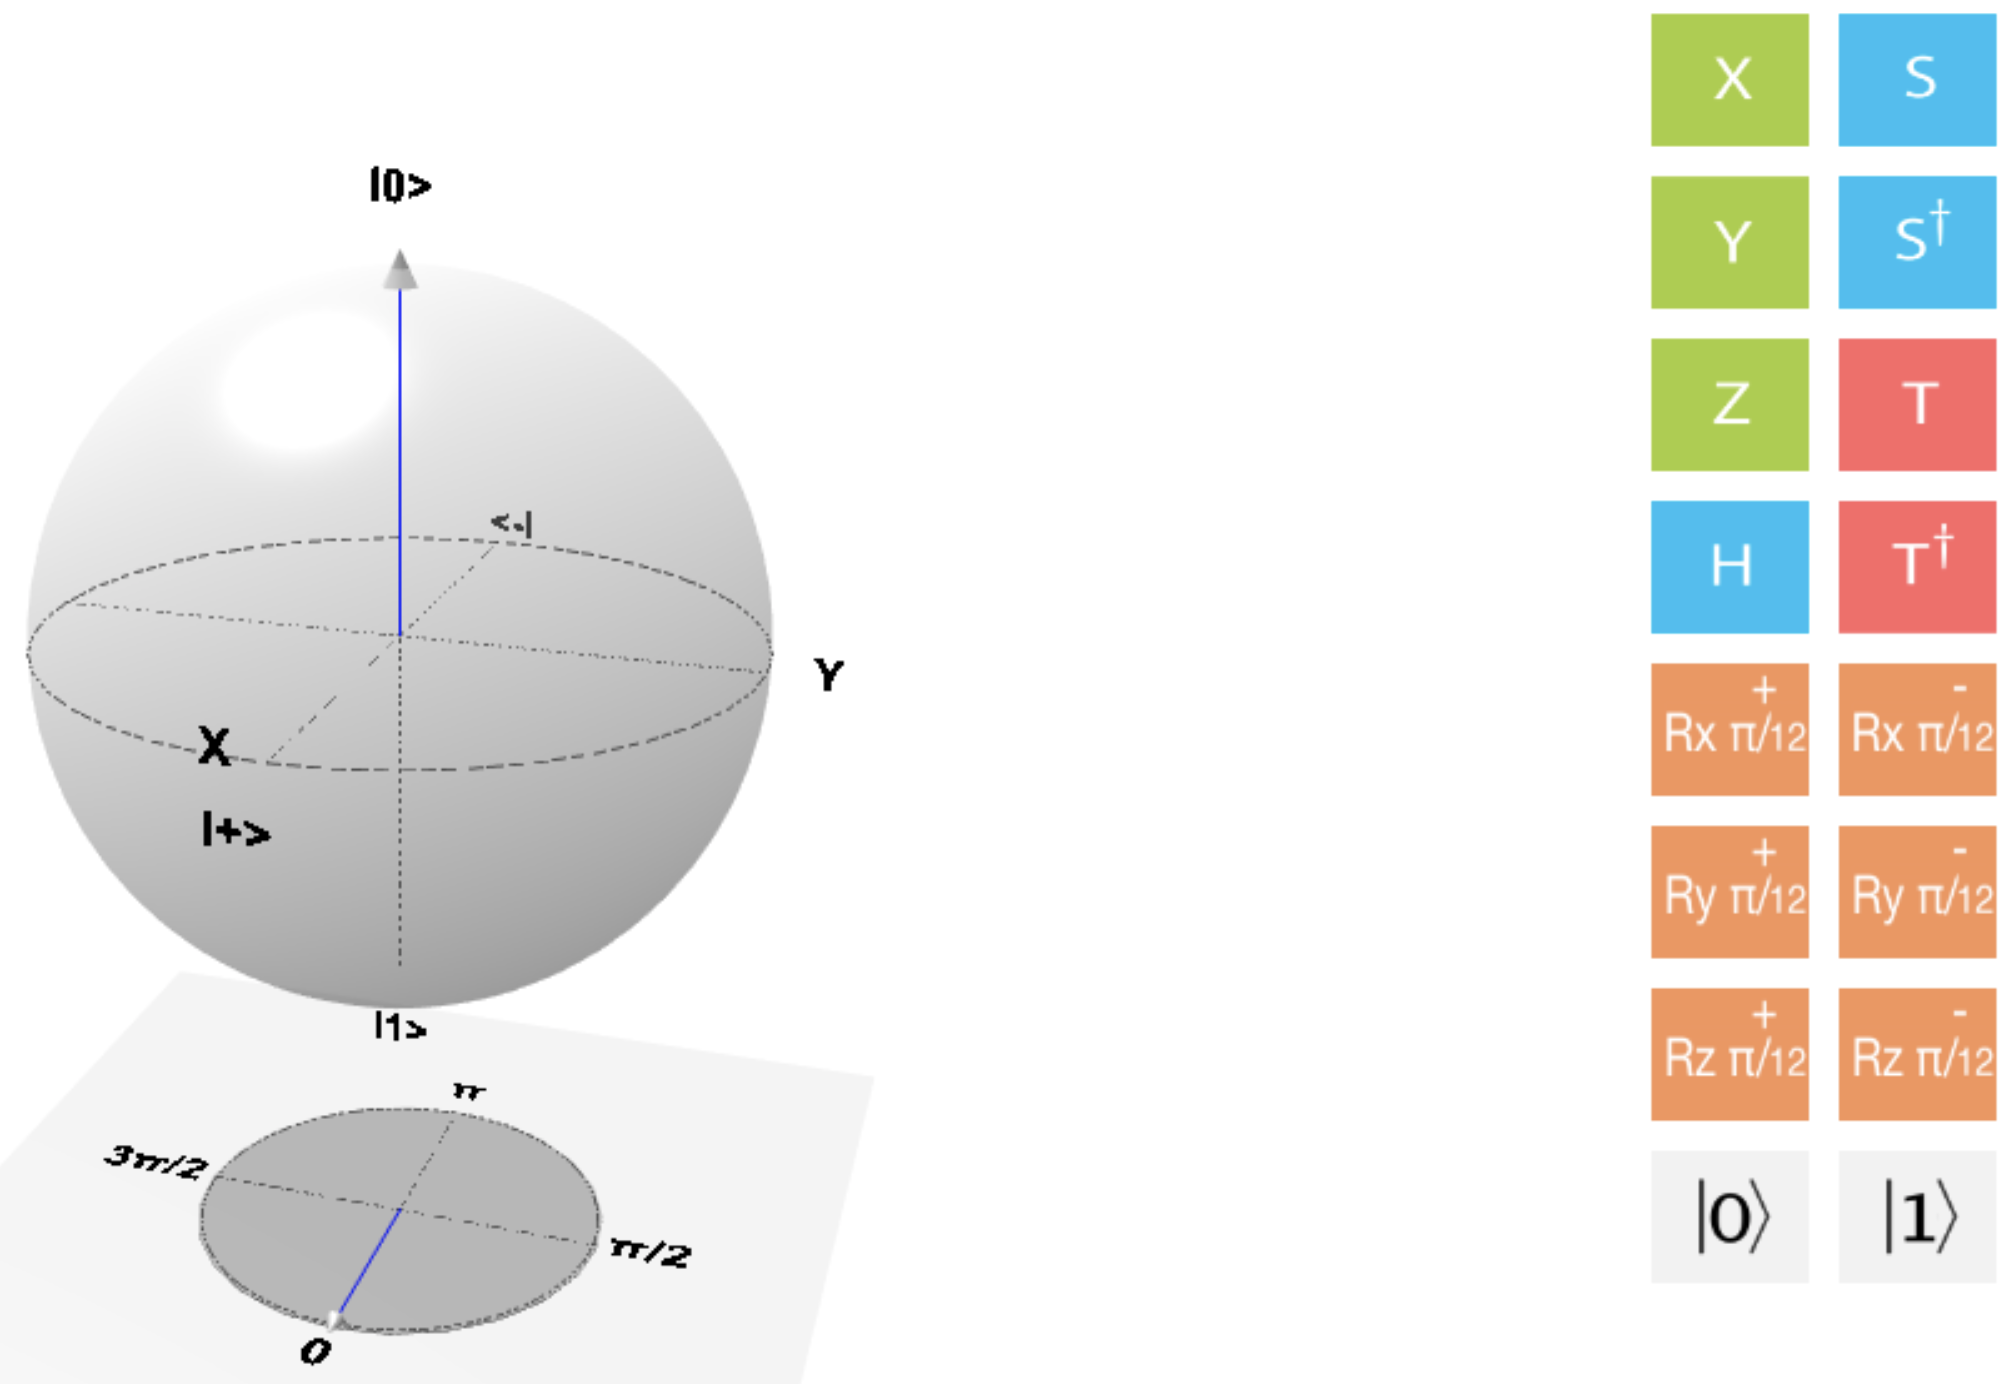 |0>
<-|
Y
X
|+>
|1>
π
3π/2
π/2
0
X S
Y S†
Z T
H T†
Rx π/12 + Rx π/12 -
Ry π/12 + Ry π/12 -
Rz π/12 + Rz π/12 -
|0⟩ |1⟩